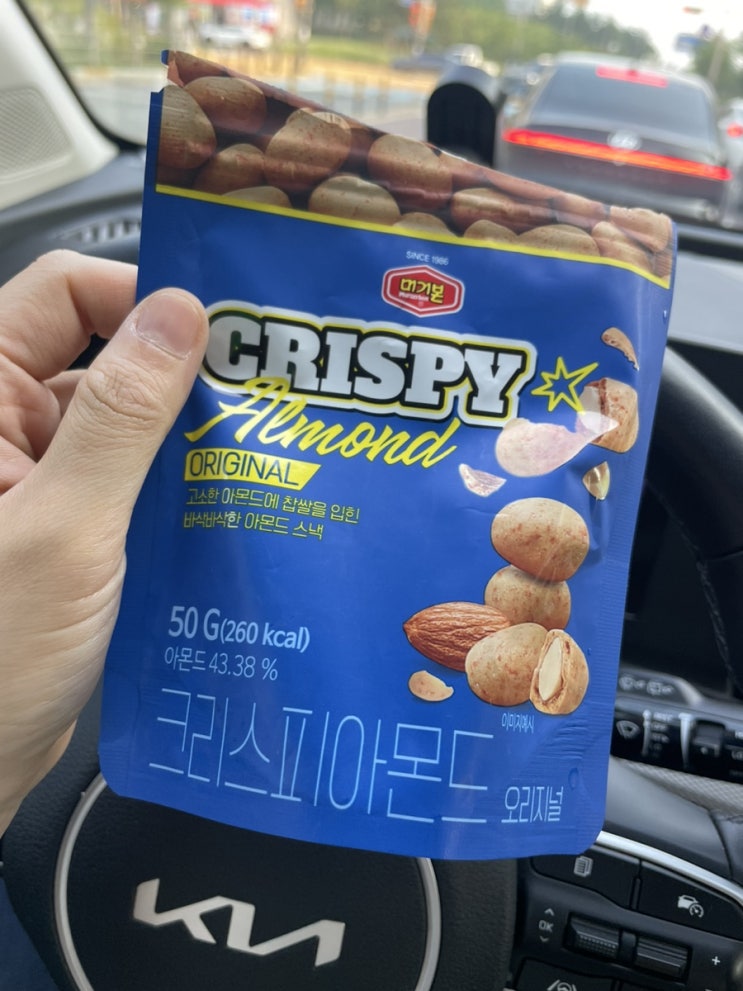 SINCE 1986
머거본
CRISPY
Almond
ORIGINAL
고소한 아몬드에 찹쌀을 입힌
바삭바삭한 아몬드 스낵
50 G(260 kcal)
아몬드 43.38 %
이미지예시
크리스피아몬드 오리지널
KIA
OK
+